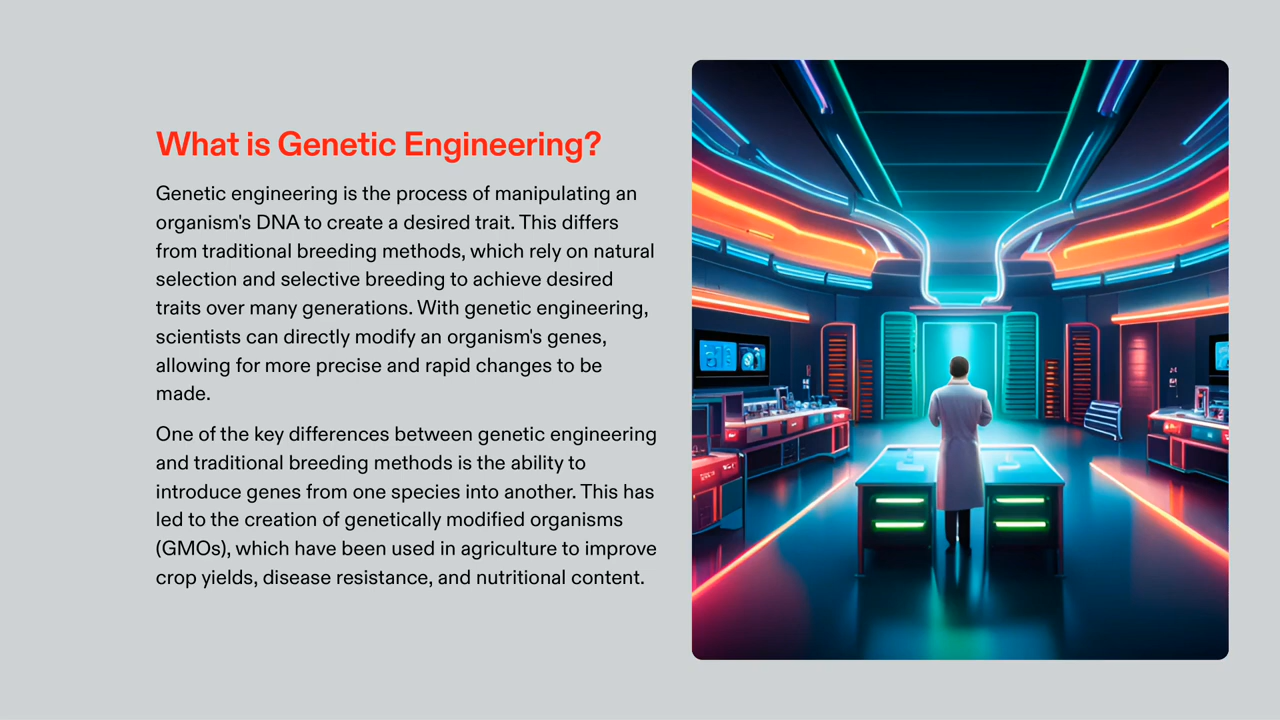 What is Genetic Engineering?
Genetic engineering is the process of manipulating an
organism's DNA to create a desired trait. This differs
from traditional breeding methods, which rely on natural
selection and selective breeding to achieve desired
traits over many generations. With genetic engineering,
scientists can directly modify an organism's genes,
allowing for more precise and rapid changes to be
made.
One of the key differences between genetic engineering
and traditional breeding methods is the ability to
introduce genes from one species into another. This has
led to the creation of genetically modified organisms
(GMOs), which have been used in agriculture to improve
crop yields, disease resistance, and nutritional content.